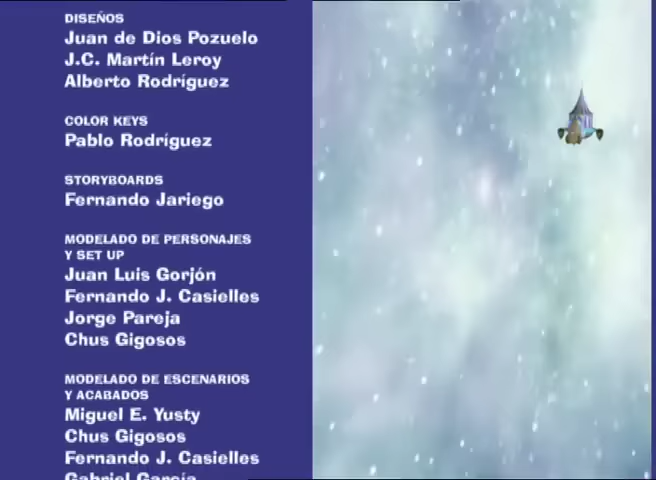 DISEÑOS
Juan de Dios Pozuelo
J.C. Martín Leroy
Alberto Rodríguez
COLOR KEYS
Pablo Rodríguez
STORYBOARDS
Fernando Jariego
MODELADO DE PERSONAJES
Y SET UP
Juan Luis Gorjón
Fernando J. Casielles
Jorge Pareja
Chus Gigosos
MODELADO DE ESCENARIOS
Y ACABADOS
Miguel E. Yusty
Chus Gigosos
Fernando J. Casielles
Gabriel García